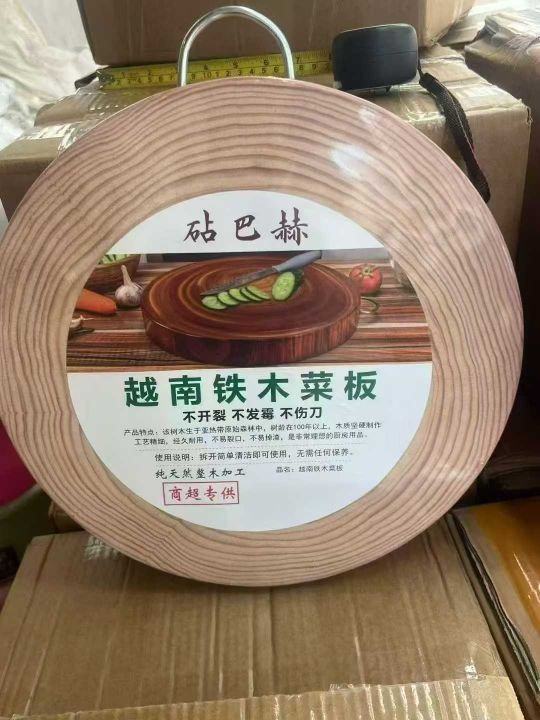 砧巴赫
越南铁木菜板
不开裂 不发霉 不伤刀
产品特点：该树木生于亚热带原始森林中，树龄在100年以上，木质坚硬制作
工艺精细，经久耐用，不易裂口，不易掉渣，是非常理想的厨房用品。
使用说明：拆开简单清洁即可使用，无需任何保养。
纯天然整木加工 品名：越南铁木菜板
商超专供